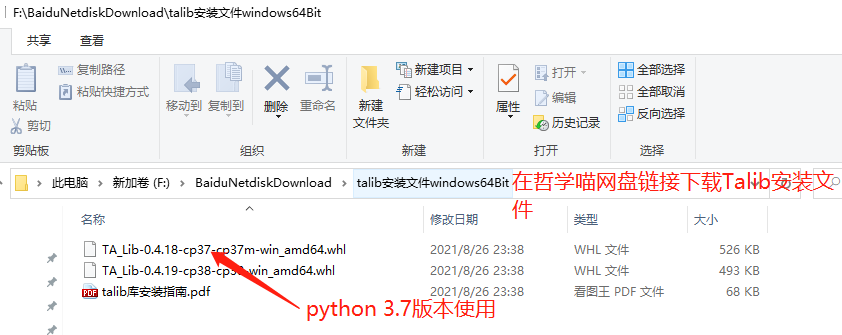 F:\BaiduNetdiskDownload\talib安装文件windows64Bit
共享 查看
粘贴
复制路径
粘贴快捷方式
剪切
剪贴板
移动到 复制到 删除 重命名
组织
新建
文件夹
新建项目
轻松访问
新建
属性
打开
编辑
历史记录
打开
全部选择
全部取消
反向选择
选择
此电脑 新加卷 (F:) BaiduNetdiskDownload talib安装文件windows64Bit
在哲学喵网盘链接下载Talib安装文
件
名称 修改日期 类型 大小
TA_Lib-0.4.18-cp37-cp37m-win_amd64.whl 2021/8/26 23:38 WHL 文件 526 KB
TA_Lib-0.4.19-cp38-cp38-win_amd64.whl 2021/8/26 23:38 WHL 文件 493 KB
PDF talib库安装指南.pdf 2021/8/26 23:38 看图王 PDF 文件 68 KB
python 3.7版本使用